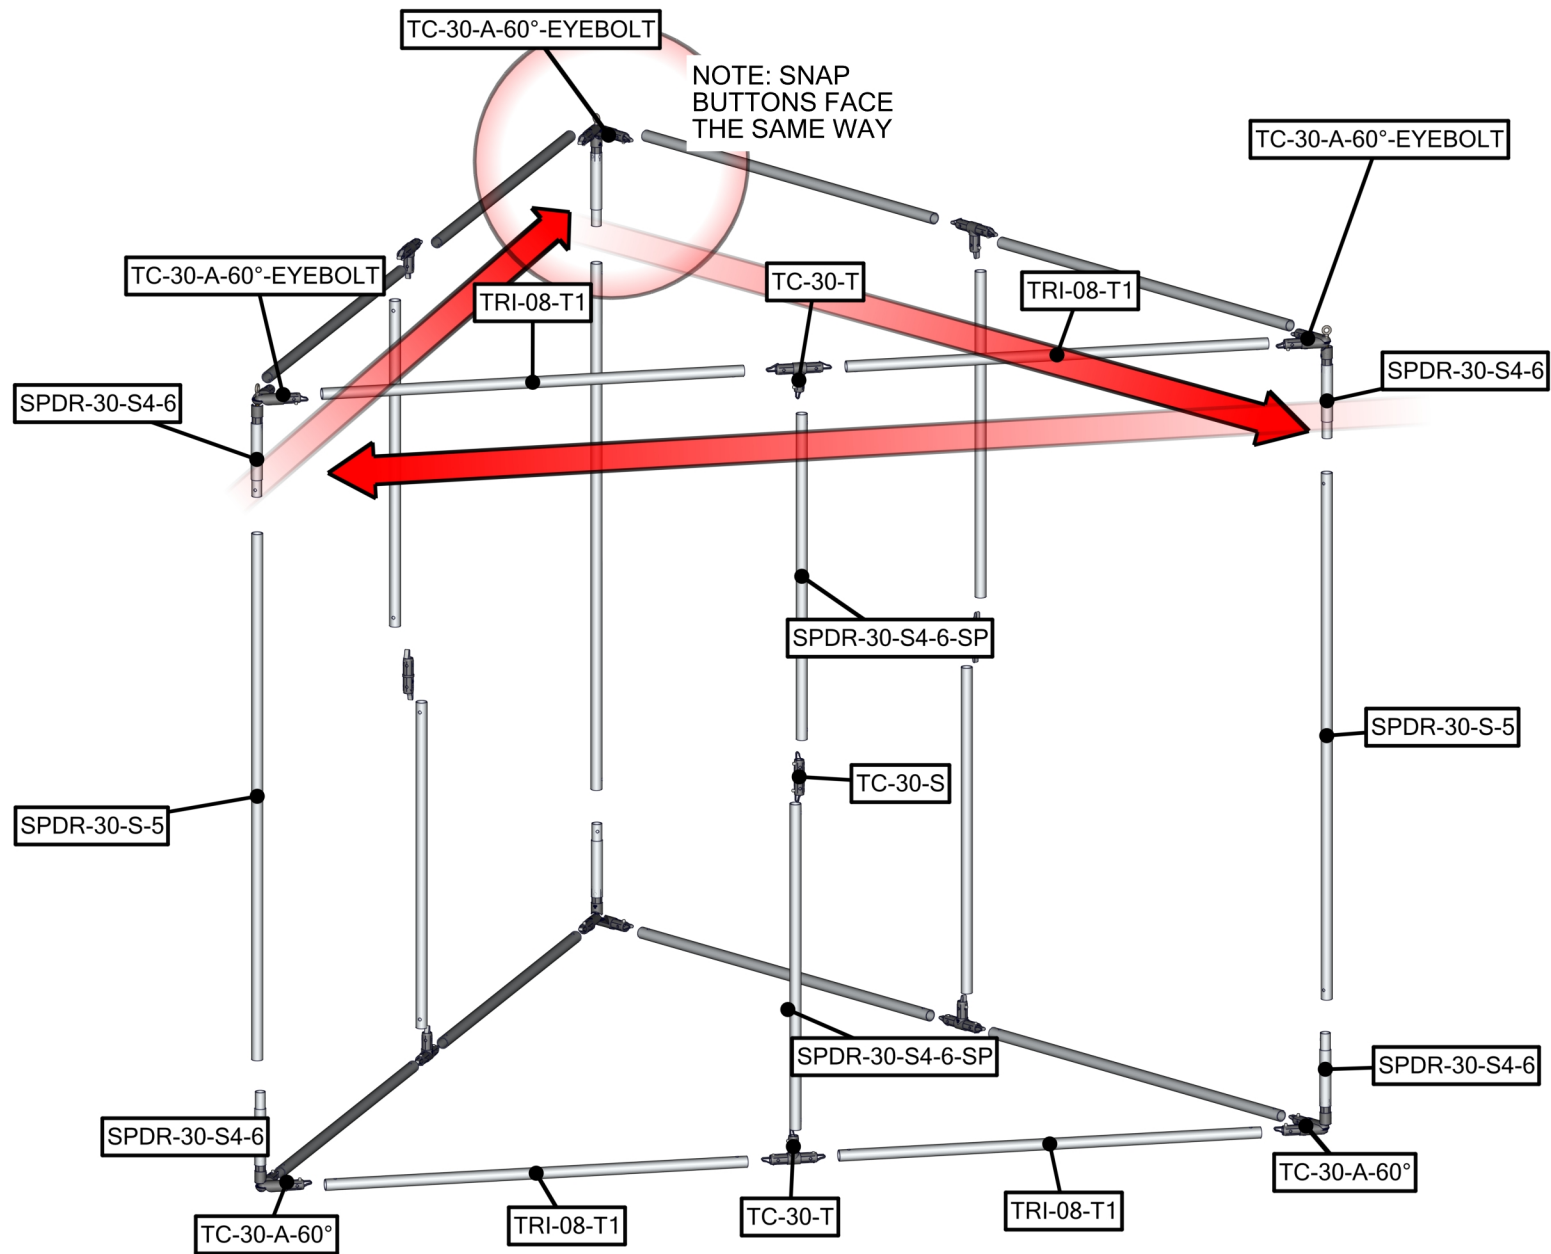 TC-30-A-60°-EYEBOLT
NOTE: SNAP
BUTTONS FACE
THE SAME WAY
TC-30-A-60°-EYEBOLT
TC-30-A-60°-EYEBOLT
TRI-08-T1
TC-30-T
TRI-08-T1
SPDR-30-S4-6
SPDR-30-S4-6
SPDR-30-S4-6-SP
SPDR-30-S-5
TC-30-S
SPDR-30-S-5
SPDR-30-S4-6-SP
SPDR-30-S4-6
SPDR-30-S4-6
TC-30-A-60°
TC-30-A-60°
TRI-08-T1
TC-30-T
TRI-08-T1